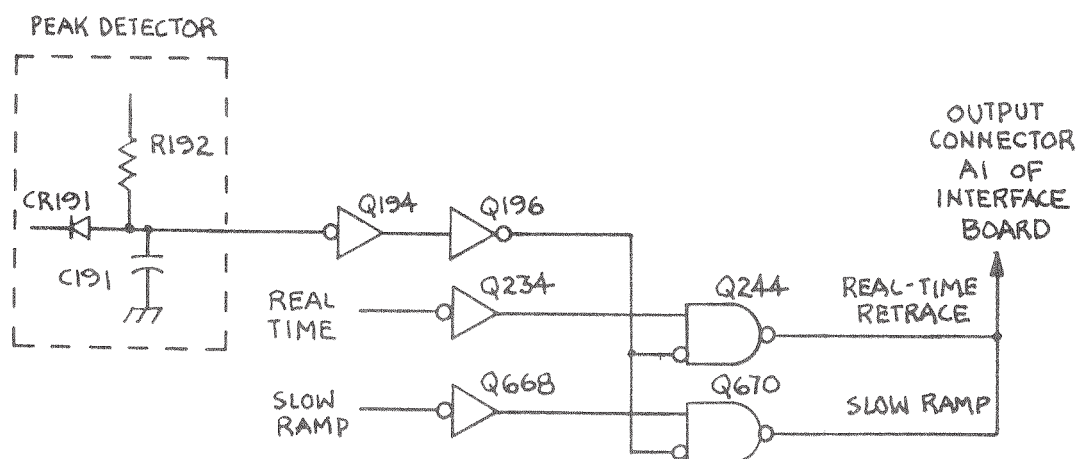 PEAK DETECTOR
R192
CR191
C191
Q194
Q196
REAL
TIME
Q234
Q244
REAL-TIME
RETRACE
SLOW
RAMP
Q668
Q670
SLOW RAMP
OUTPUT
CONNECTOR
A1 OF
INTERFACE
BOARD